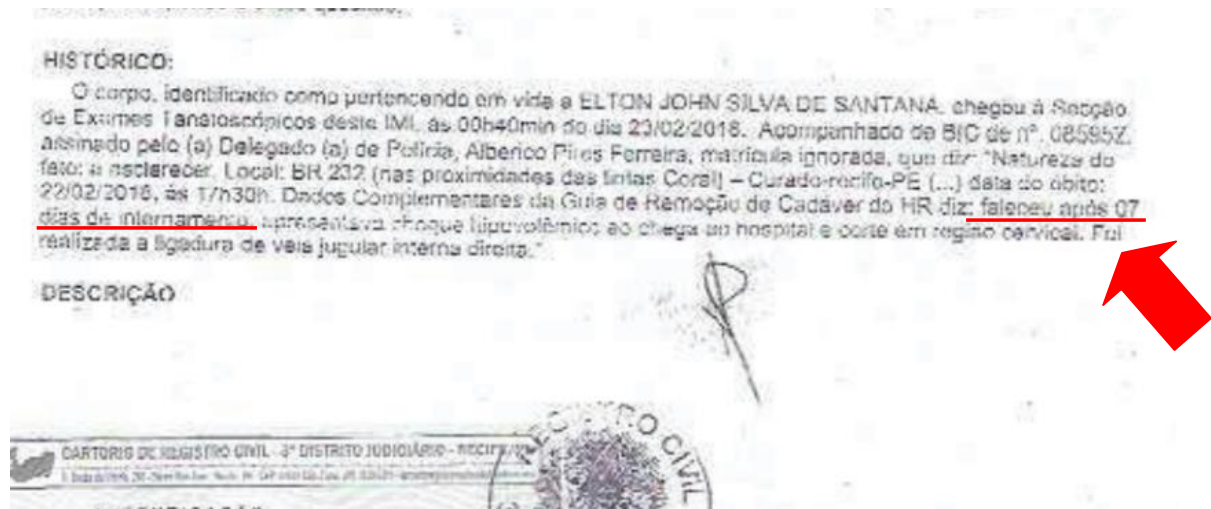 HISTÓRICO:
O corpo, identificado como pertencendo em vida a ELTON JOHN SILVA DE SANTANA, chegou à Secção
de Exames Tanatoscópicos deste IML às 00h40min do dia 23/02/2018. Acompanhado de BIC de nº. 085952,
assinado pelo (a) Delegado (a) de Polícia, Alberico Pires Ferreira, matrícula ignorada, que diz: "Natureza do
fato: a esclarecer, Local: BR 232 (nas proximidades das tintas Coral) – Curado-recife-PE (...) data do óbito:
22/02/2018, às 17h30h. Dados Complementares da Guia de Remoção de Cadáver do HR diz: faleceu após 07
dias de internamento, apresentava choque hipovolêmico ao chega ao hospital e corte em região cervical. Foi
realizada a ligadura de veia jugular interna direita."
DESCRIÇÃO
CARTORIO DE REGISTRO CIVIL - 3º DISTRITO JUDICIÁRIO - RECIFE
CIVIL